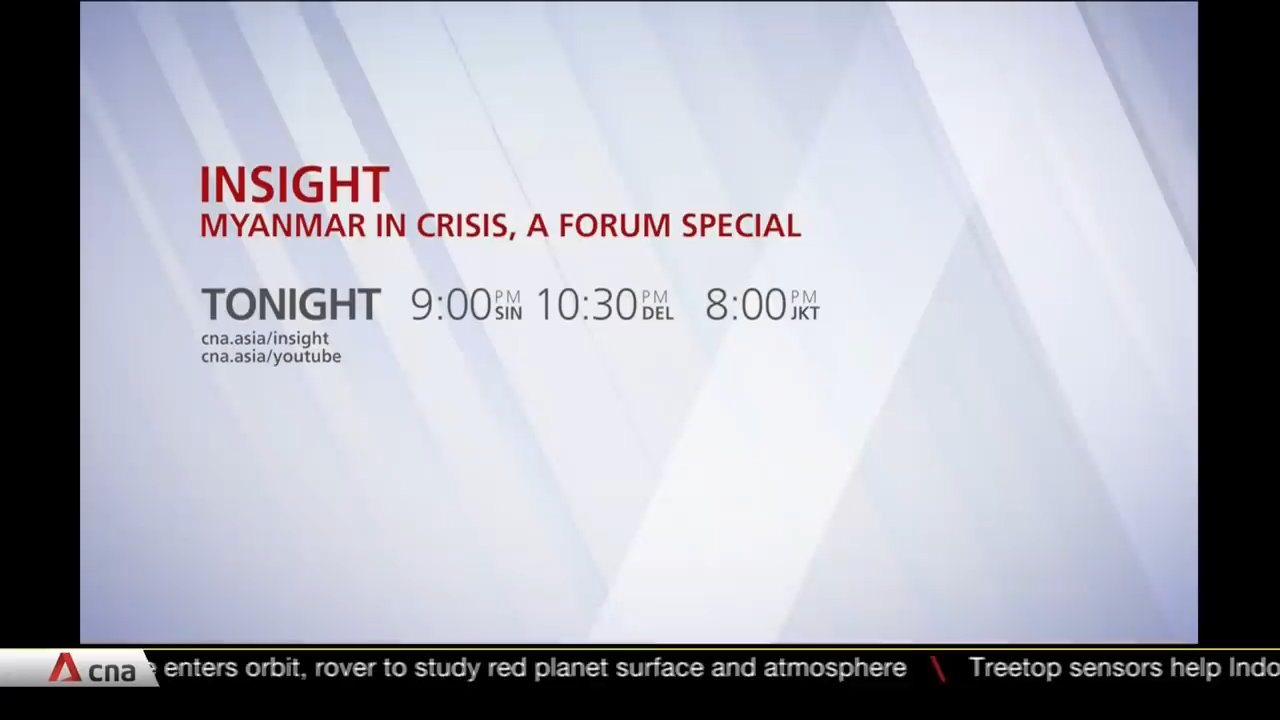 INSIGHT
MYANMAR IN CRISIS, A FORUM SPECIAL
TONIGHT 9:00 PM SIN 10:30 PM DEL 8:00 PM JKT
cna.asia/insight
cna.asia/youtube
cna enters orbit, rover to study red planet surface and atmosphere \ Treetop sensors help